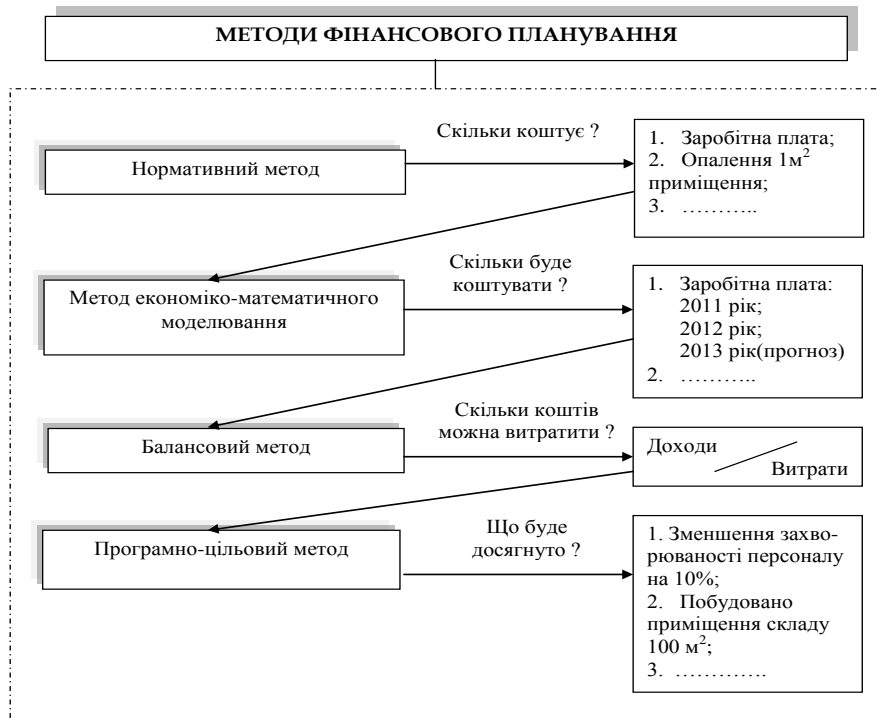 МЕТОДИ ФІНАНСОВОГО ПЛАНУВАННЯ
Нормативний метод
Скільки коштує ?
1. Заробітна плата;
2. Опалення 1м²
приміщення;
3. ………..
Метод економіко-математичного
моделювання
Скільки буде
коштувати ?
1. Заробітна плата:
2011 рік;
2012 рік;
2013 рік(прогноз)
2. ………..
Балансовий метод
Скільки коштів
можна витратити ?
Доходи
Витрати
Програмно-цільовий метод
Що буде
досягнуто ?
1. Зменшення захво-
рюваності персоналу
на 10%;
2. Побудовано
приміщення складу
100 м²;
3. ………….